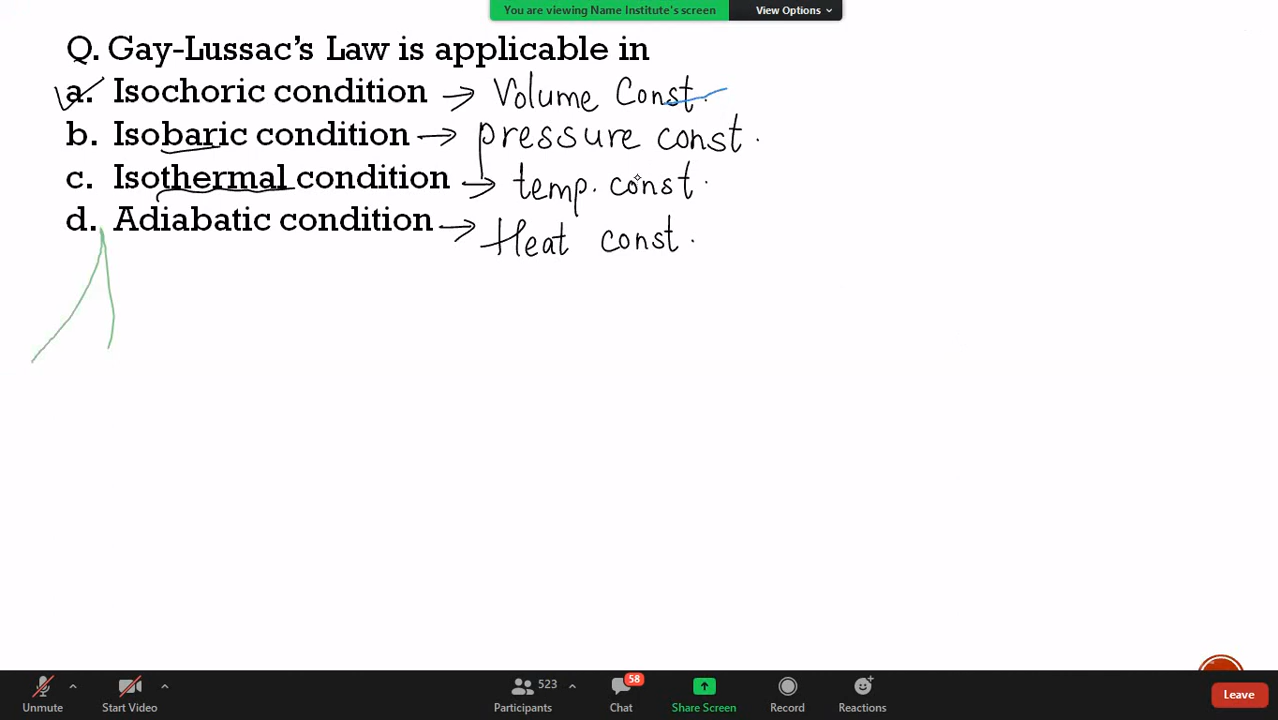 You are viewing Name Institute's screen View Options
Q. Gay-Lussac's Law is applicable in
a. Isochoric condition → Volume Const.
b. Isobaric condition → pressure const.
c. Isothermal condition → temp. const.
d. Adiabatic condition → Heat const.
523
58
Unmute Start Video Participants Chat Share Screen Record Reactions Leave